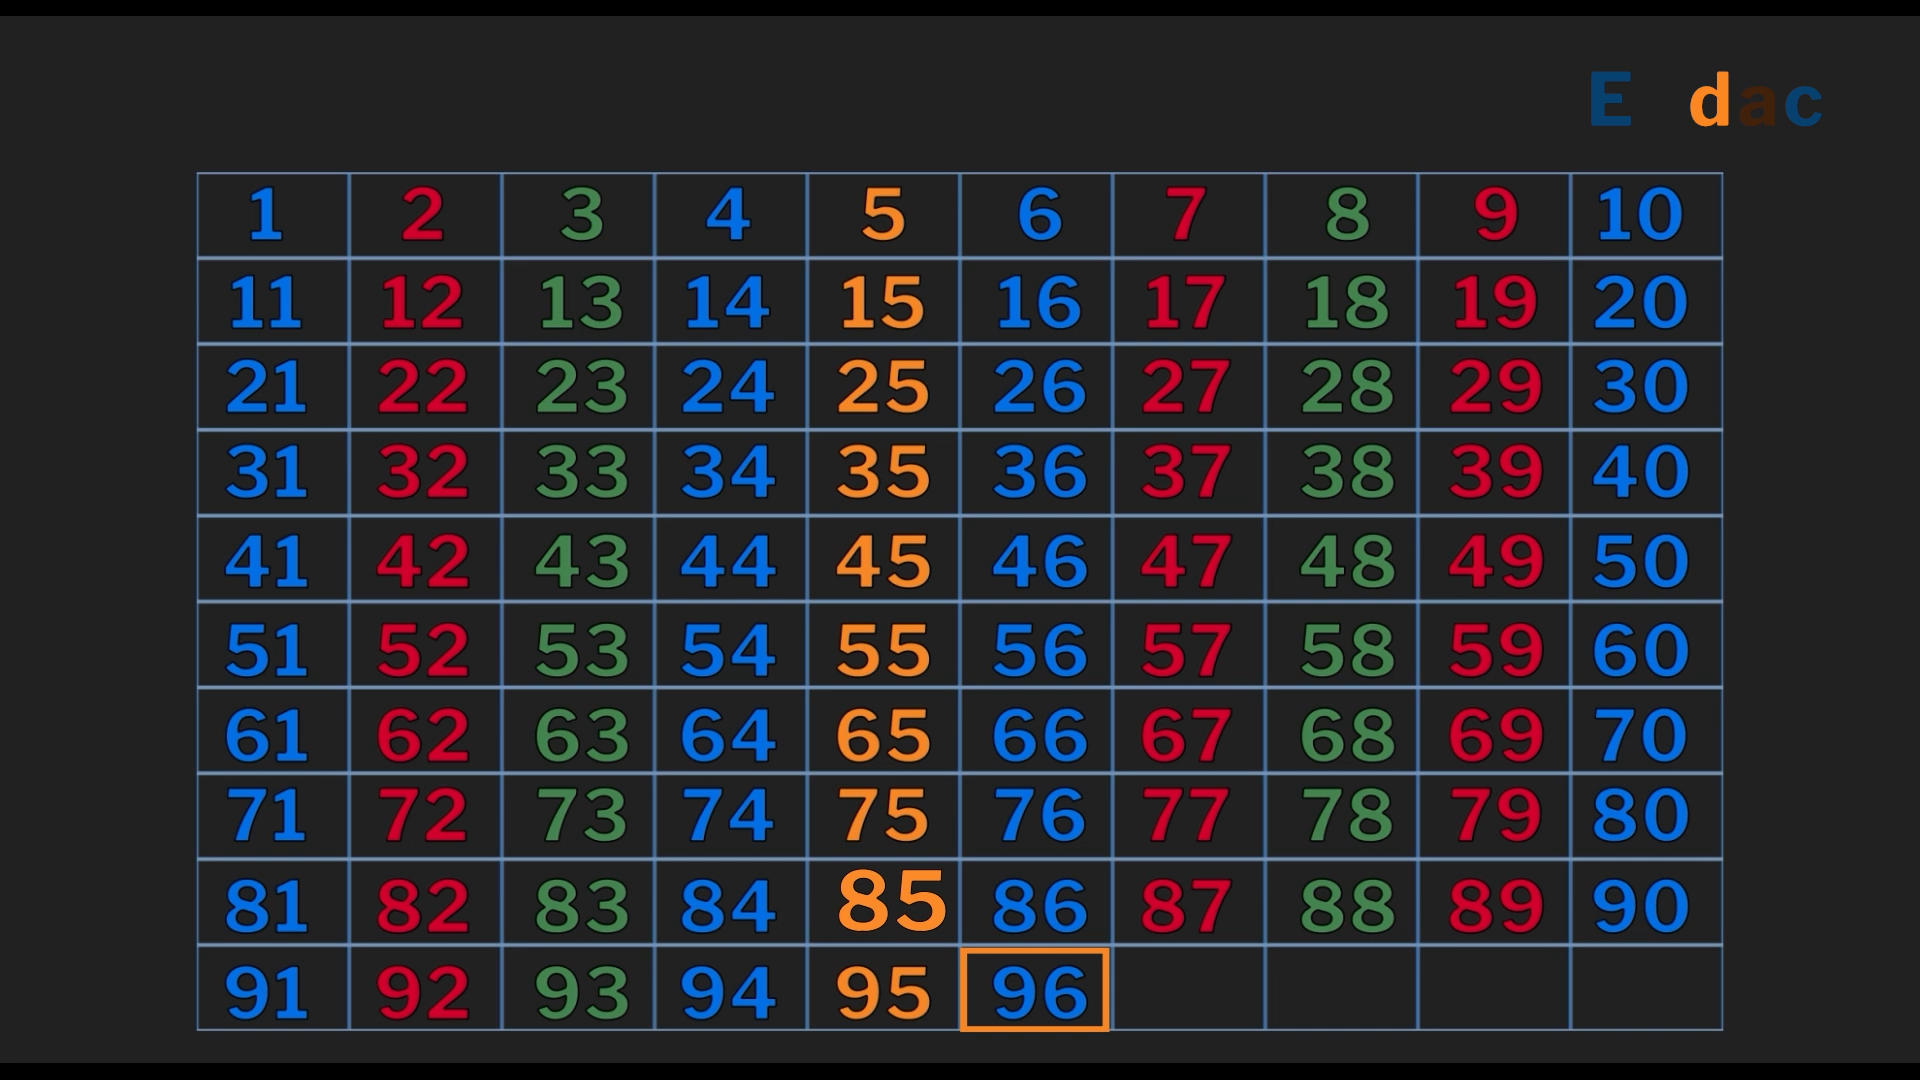 E dac
1 2 3 4 5 6 7 8 9 10
11 12 13 14 15 16 17 18 19 20
21 22 23 24 25 26 27 28 29 30
31 32 33 34 35 36 37 38 39 40
41 42 43 44 45 46 47 48 49 50
51 52 53 54 55 56 57 58 59 60
61 62 63 64 65 66 67 68 69 70
71 72 73 74 75 76 77 78 79 80
81 82 83 84 85 86 87 88 89 90
91 92 93 94 95 96